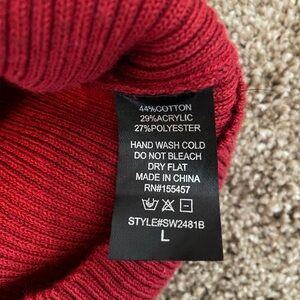 44%COTTON
29%ACRYLIC
27%POLYESTER
HAND WASH COLD
DO NOT BLEACH
DRY FLAT
MADE IN CHINA
RN#155457
STYLE#SW2481B
L